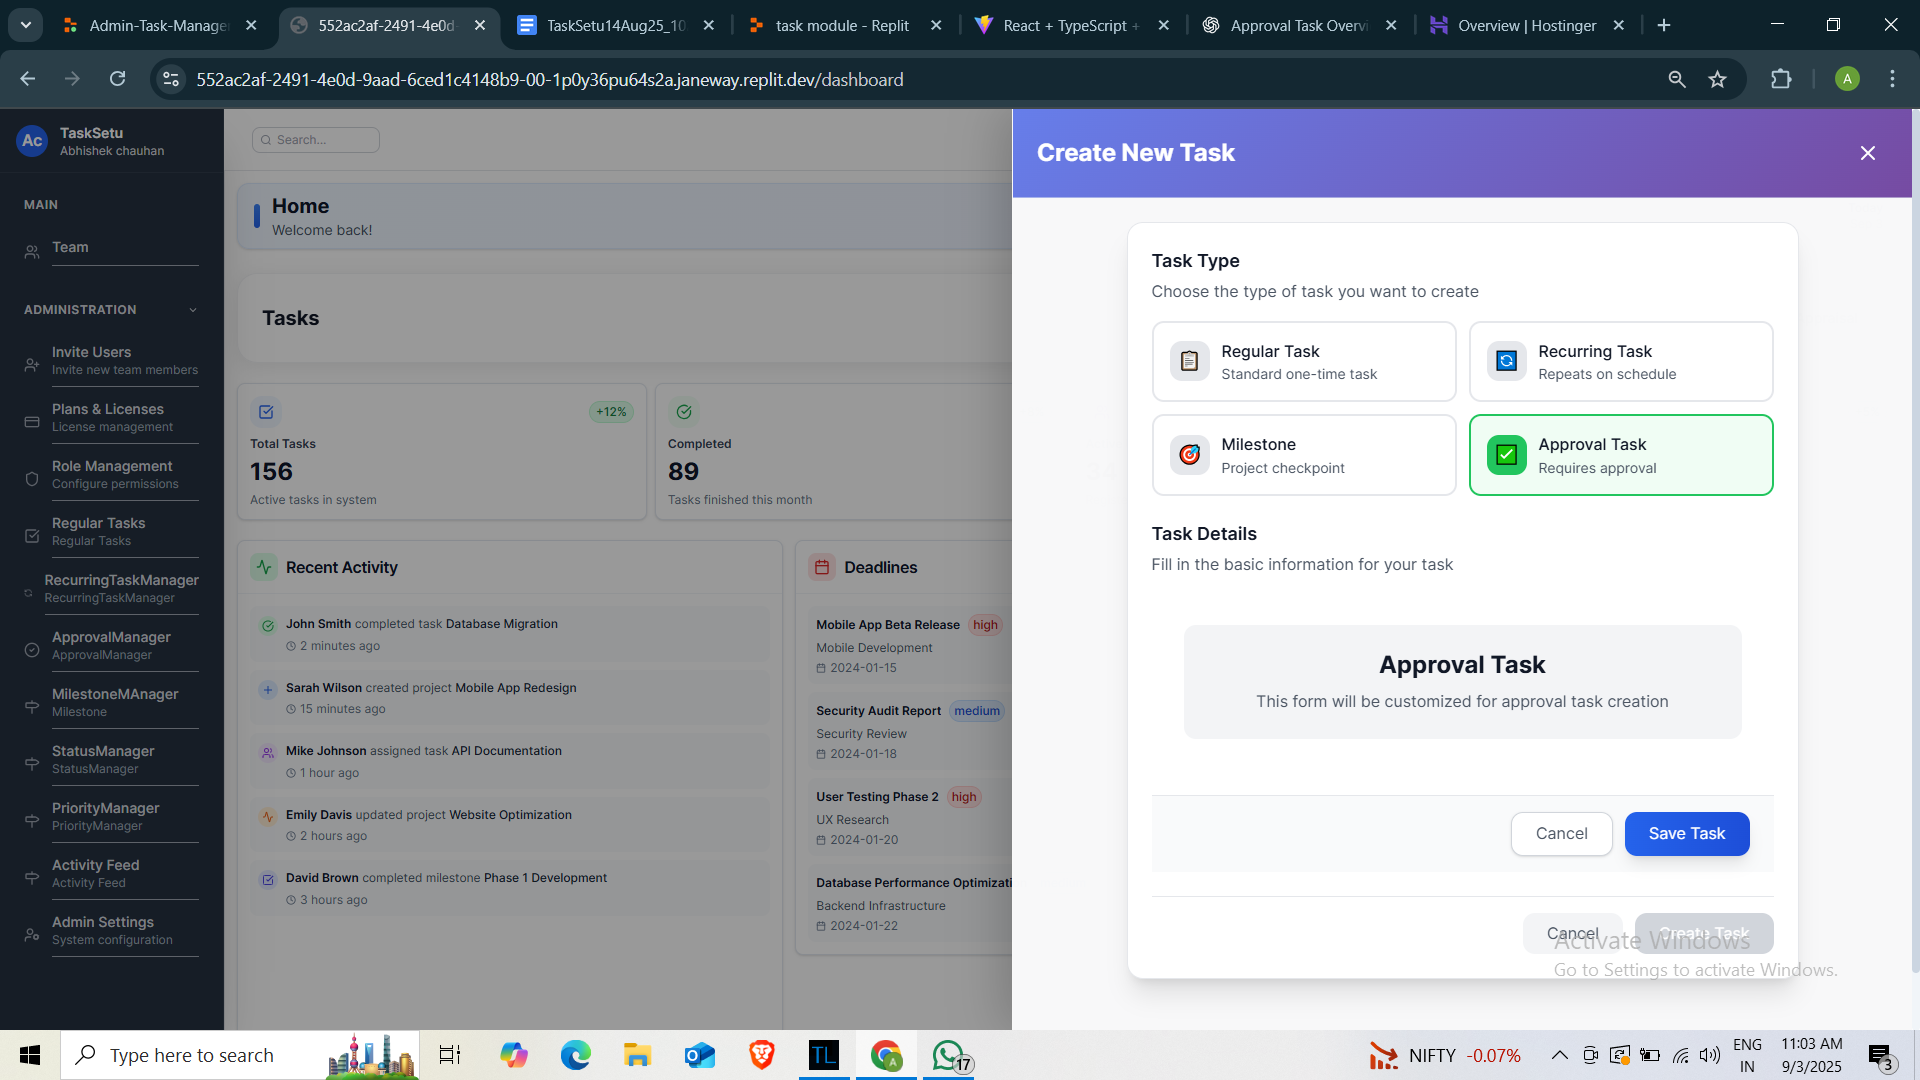 Admin-Task-Manage
552ac2af-2491-4e0d-
TaskSetu14Aug25_10
task module - Replit
React + TypeScript +
Approval Task Overvi
Overview | Hostinger
552ac2af-2491-4e0d-9aad-6ced1c4148b9-00-1p0y36pu64s2a.janeway.replit.dev/dashboard
A
Ac
TaskSetu
Abhishek chauhan
MAIN
Team
ADMINISTRATION
Invite Users
Invite new team members
Plans & Licenses
License management
Role Management
Configure permissions
Regular Tasks
Regular Tasks
RecurringTaskManager
RecurringTaskManager
ApprovalManager
ApprovalManager
MilestoneMAnager
Milestone
StatusManager
StatusManager
PriorityManager
PriorityManager
Activity Feed
Activity Feed
Admin Settings
System configuration
Search...
Home
Welcome back!
Tasks
+12%
Total Tasks
156
Active tasks in system
Completed
89
Tasks finished this month
Recent Activity
John Smith completed task Database Migration
2 minutes ago
Sarah Wilson created project Mobile App Redesign
15 minutes ago
Mike Johnson assigned task API Documentation
1 hour ago
Emily Davis updated project Website Optimization
2 hours ago
David Brown completed milestone Phase 1 Development
3 hours ago
Deadlines
Mobile App Beta Release high
Mobile Development
2024-01-15
Security Audit Report medium
Security Review
2024-01-18
User Testing Phase 2 high
UX Research
2024-01-20
Database Performance Optimizati
Backend Infrastructure
2024-01-22
Create New Task
Task Type
Choose the type of task you want to create
Regular Task
Standard one-time task
Recurring Task
Repeats on schedule
Milestone
Project checkpoint
Approval Task
Requires approval
Task Details
Fill in the basic information for your task
Approval Task
This form will be customized for approval task creation
Cancel
Save Task
Cancel
Create Task
Activate Windows
Go to Settings to activate Windows.
Type here to search
TL
A
17
NIFTY -0.07%
ENG
IN
11:03 AM
9/3/2025
3